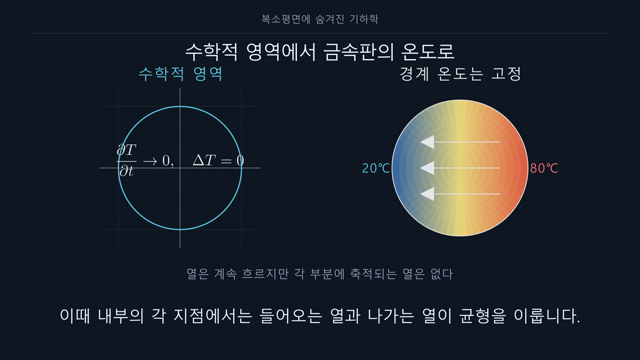 복소평면에 숨겨진 기하학
수학적 영역에서 금속판의 온도로
수학적 영역
경계 온도는 고정
∂T/∂t → 0, ΔT = 0
20℃
80℃
열은 계속 흐르지만 각 부분에 축적되는 열은 없다
이때 내부의 각 지점에서는 들어오는 열과 나가는 열이 균형을 이룹니다.